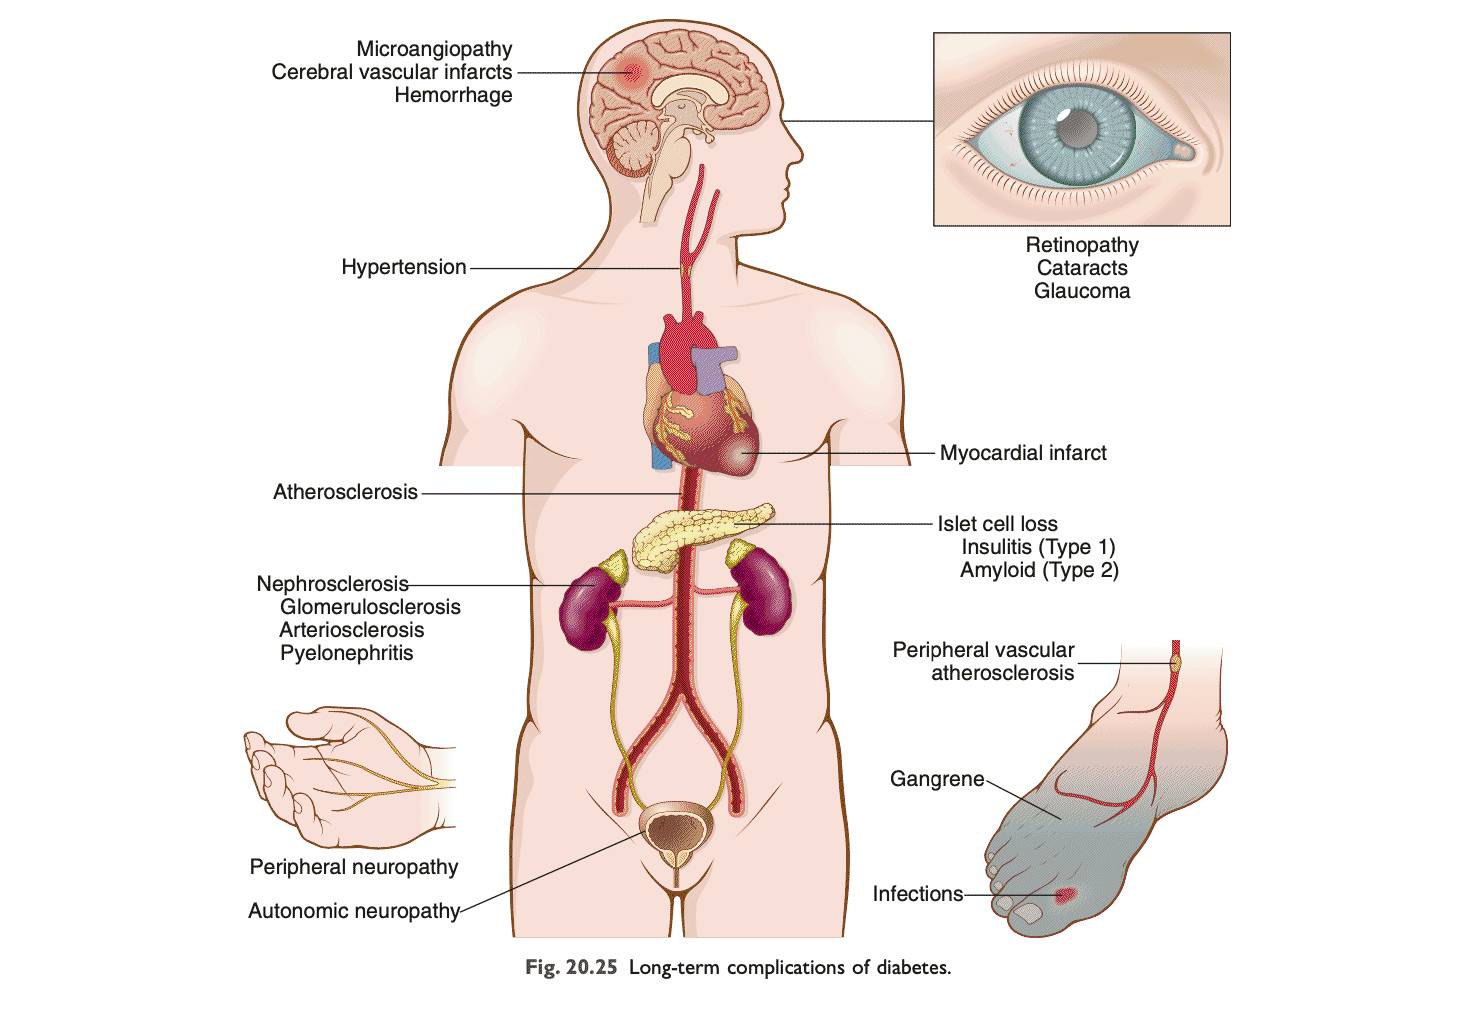 Microangiopathy
Cerebral vascular infarcts
Hemorrhage
Retinopathy
Cataracts
Glaucoma
Hypertension
Myocardial infarct
Atherosclerosis
Islet cell loss
Insulitis (Type 1)
Amyloid (Type 2)
Nephrosclerosis
Glomerulosclerosis
Arteriosclerosis
Pyelonephritis
Peripheral vascular
atherosclerosis
Gangrene
Infections
Peripheral neuropathy
Autonomic neuropathy
Fig. 20.25 Long-term complications of diabetes.